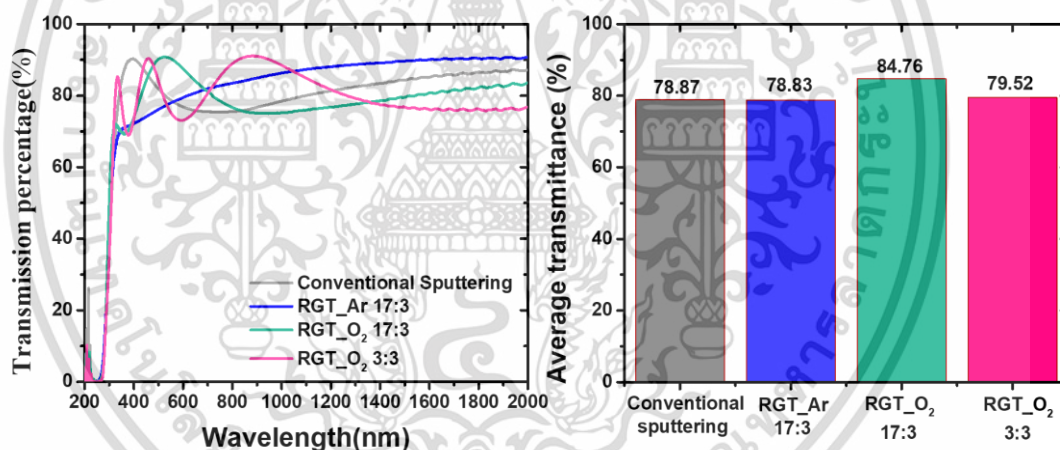 Transmission percentage(%)
100
80
60
40
20
0
200 400 600 800 1000 1200 1400 1600 1800 2000
Wavelength(nm)
Conventional Sputtering
RGT_Ar 17:3
RGT_O₂ 17:3
RGT_O₂ 3:3
Average transmittance (%)
100
80
60
40
20
0
78.87
78.83
84.76
79.52
Conventional
sputtering
RGT_Ar
17:3
RGT_O₂
17:3
RGT_O₂
3:3